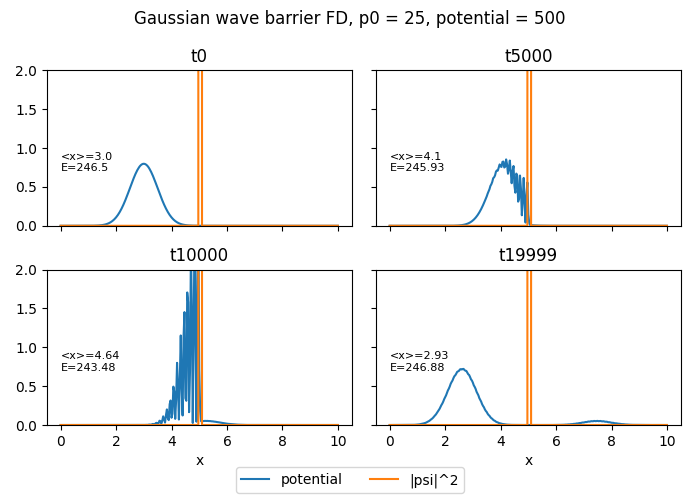 Gaussian wave barrier FD, p0 = 25, potential = 500
t0
t5000
2.0
1.5
1.0
0.5
0.0
<x>=3.0
E=246.5
<x>=4.1
E=245.93
t10000
t19999
2.0
1.5
1.0
0.5
0.0
<x>=4.64
E=243.48
<x>=2.93
E=246.88
0 2 4 6 8 10
0 2 4 6 8 10
x
x
potential |psi|^2